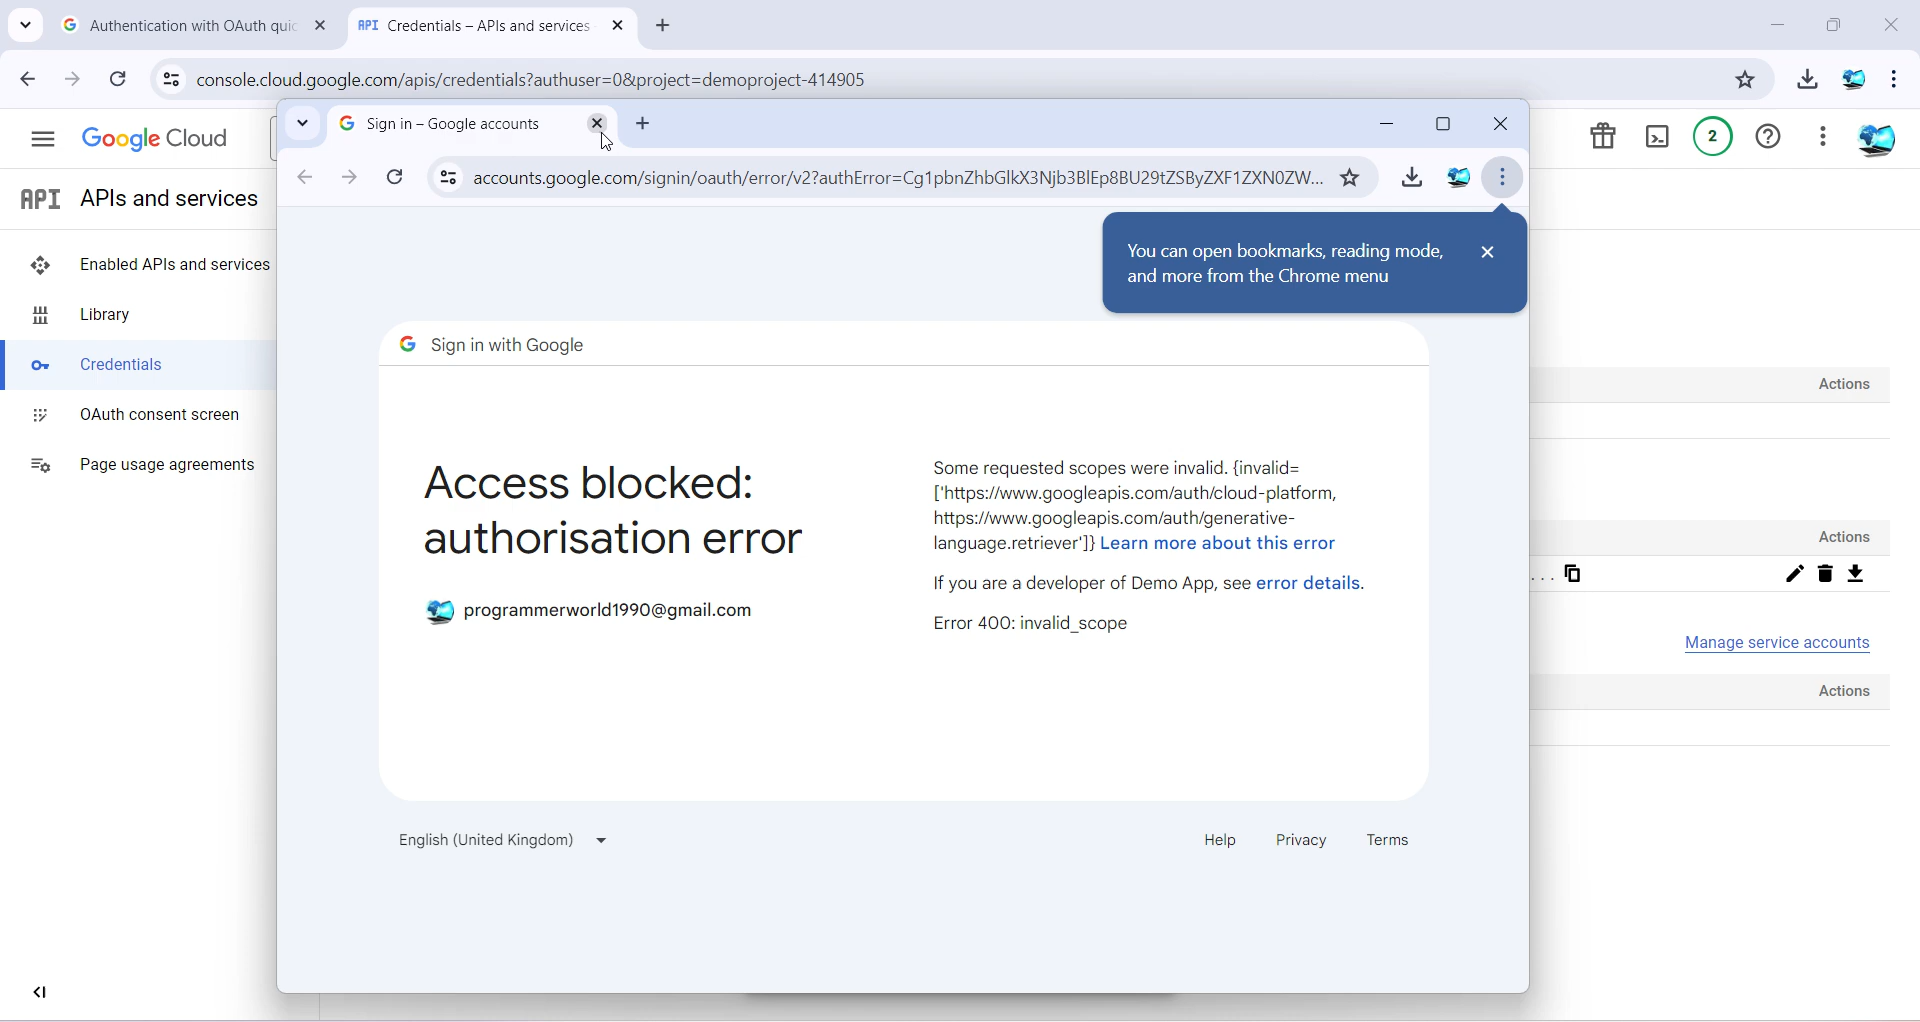 Authentication with OAuth quic
API Credentials – APIs and services
console.cloud.google.com/apis/credentials?authuser=0&project=demoproject-414905
Google Cloud
2
API APIs and services
Enabled APIs and services
Library
Credentials
OAuth consent screen
Page usage agreements
Sign in – Google accounts
accounts.google.com/signin/oauth/error/v2?authError=Cg1pbnZhbGlkX3Njb3BlEp8BU29tZSByZXF1ZXN0ZW...
You can open bookmarks, reading mode,
and more from the Chrome menu
Sign in with Google
Access blocked:
authorisation error
programmerworld1990@gmail.com
Some requested scopes were invalid. {invalid=
['https://www.googleapis.com/auth/cloud-platform,
https://www.googleapis.com/auth/generative-
language.retriever']} Learn more about this error
If you are a developer of Demo App, see error details.
Error 400: invalid_scope
English (United Kingdom)
Help Privacy Terms
Actions
Actions
...
Manage service accounts
Actions